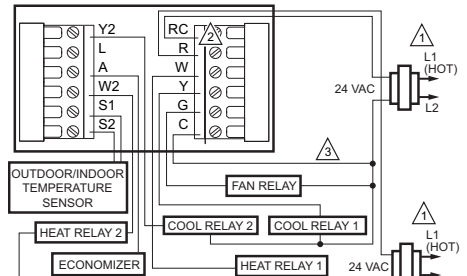 Y2
L
A
W2
S1
S2
RC
R
W
Y
G
C
2
1
L1
(HOT)
24 VAC
L2
3
OUTDOOR/INDOOR
TEMPERATURE
SENSOR
FAN RELAY
HEAT RELAY 2
COOL RELAY 2
COOL RELAY 1
1
L1
(HOT)
ECONOMIZER
HEAT RELAY 1
24 VAC